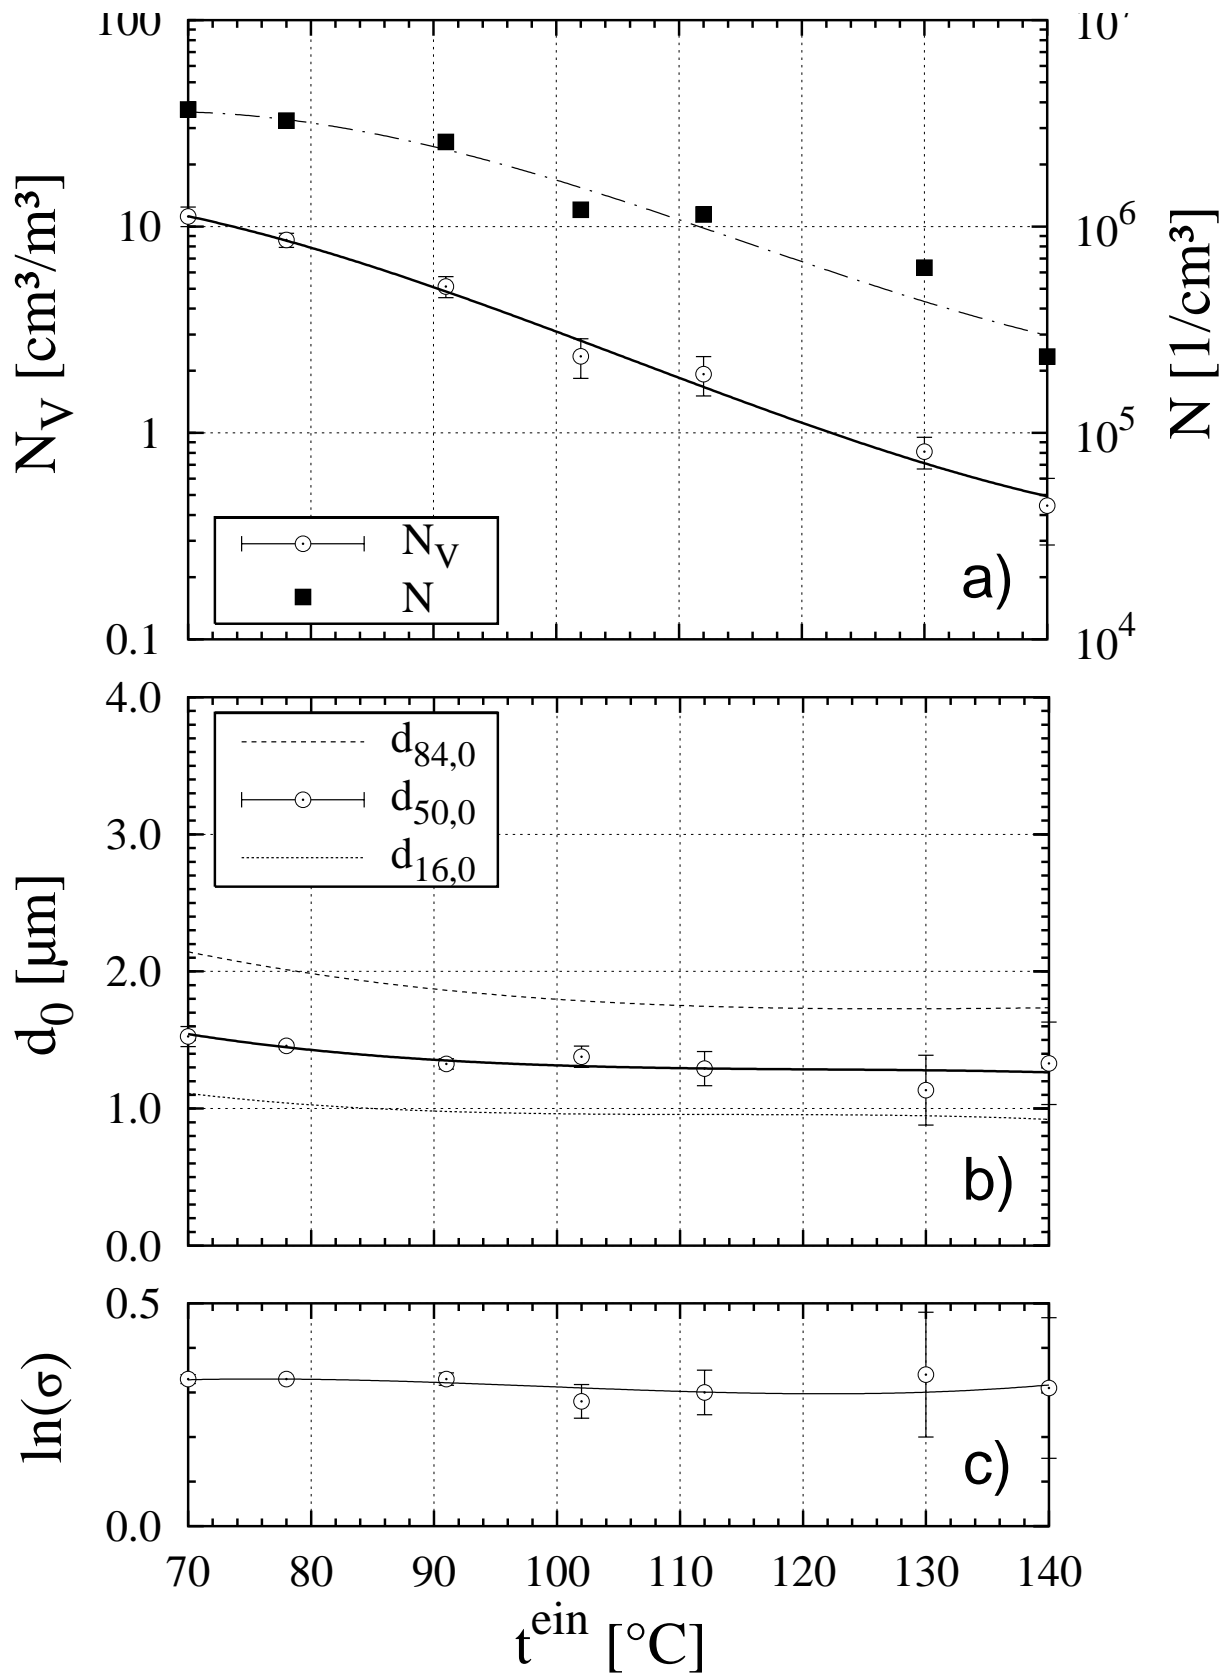 100
10
1
0.1
N_V [cm³/m³]
10⁷
10⁶
10⁵
10⁴
N [1/cm³]
N_V
N
a)
4.0
3.0
2.0
1.0
0.0
d_0 [μm]
d_84,0
d_50,0
d_16,0
b)
0.5
0.0
ln(σ)
c)
70 80 90 100 110 120 130 140
t^ein [°C]